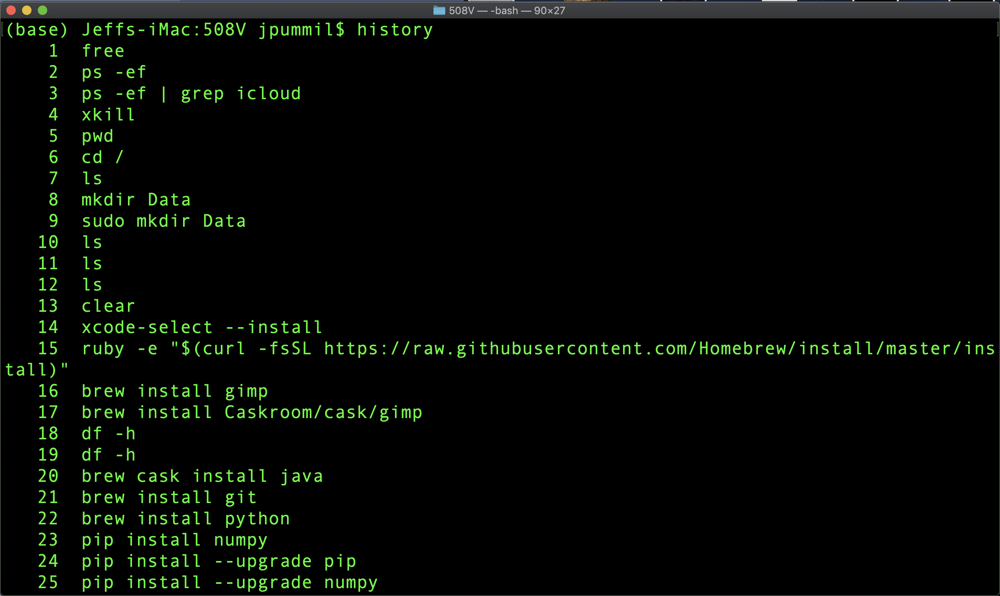 508V — -bash — 90×27
(base) Jeffs-iMac:508V jpummil$ history
1 free
2 ps -ef
3 ps -ef | grep icloud
4 xkill
5 pwd
6 cd /
7 ls
8 mkdir Data
9 sudo mkdir Data
10 ls
11 ls
12 ls
13 clear
14 xcode-select --install
15 ruby -e "$(curl -fsSL https://raw.githubusercontent.com/Homebrew/install/master/ins
tall)"
16 brew install gimp
17 brew install Caskroom/cask/gimp
18 df -h
19 df -h
20 brew cask install java
21 brew install git
22 brew install python
23 pip install numpy
24 pip install --upgrade pip
25 pip install --upgrade numpy